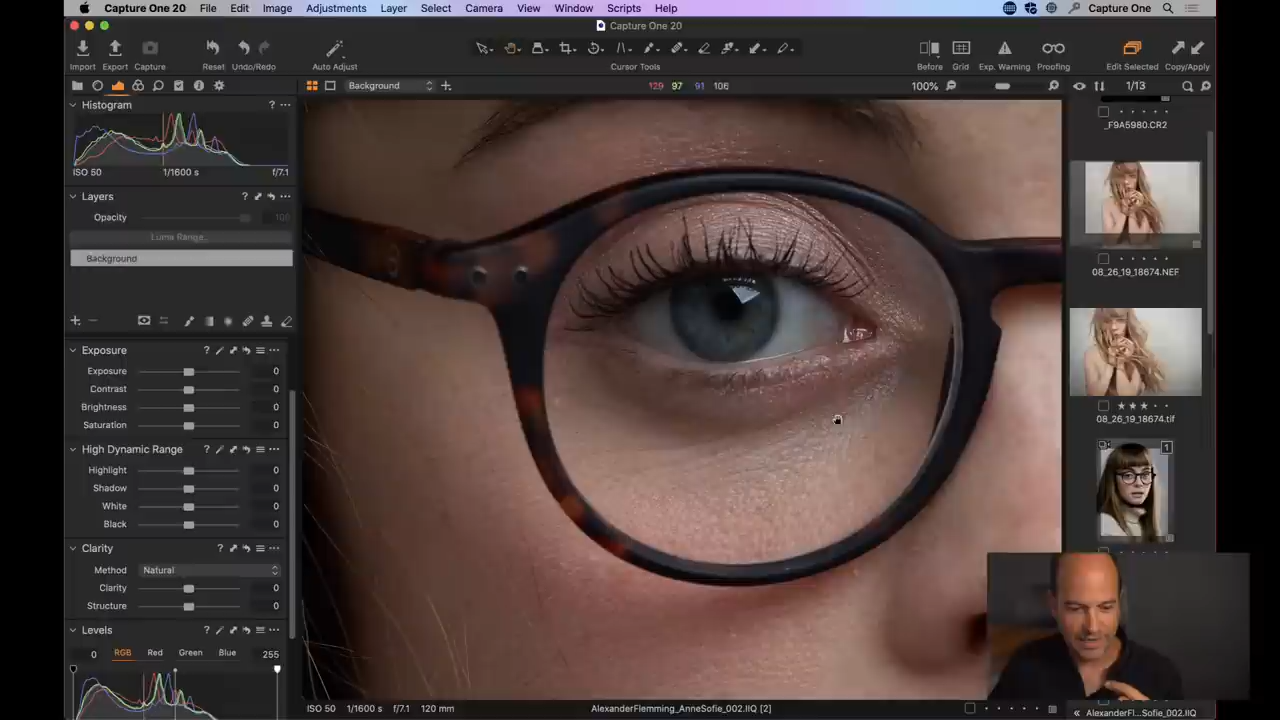 Capture One 20 File Edit Image Adjustments Layer Select Camera View Window Scripts Help Capture One
Capture One 20
Import Export Capture Reset Undo/Redo Auto Adjust Cursor Tools Before Grid Exp. Warning Proofing Edit Selected Copy/Apply
Background 129 97 91 106 100% 1/13
Histogram ? ...
ISO 50 1/1600 s f/7.1
Layers ? ...
Opacity 100
Luma Range...
Background
Exposure ? ...
Exposure 0
Contrast 0
Brightness 0
Saturation 0
High Dynamic Range ? ...
Highlight 0
Shadow 0
White 0
Black 0
Clarity ? ...
Method Natural
Clarity 0
Structure 0
Levels ? ...
0 RGB Red Green Blue 255
_F9A5980.CR2
08_26_19_18674.NEF
08_26_19_18674.tif
1
ISO 50 1/1600 s f/7.1 120 mm AlexanderFlemming_AnneSofie_002.IIQ [2]
AlexanderFl...Sofie_002.IIQ